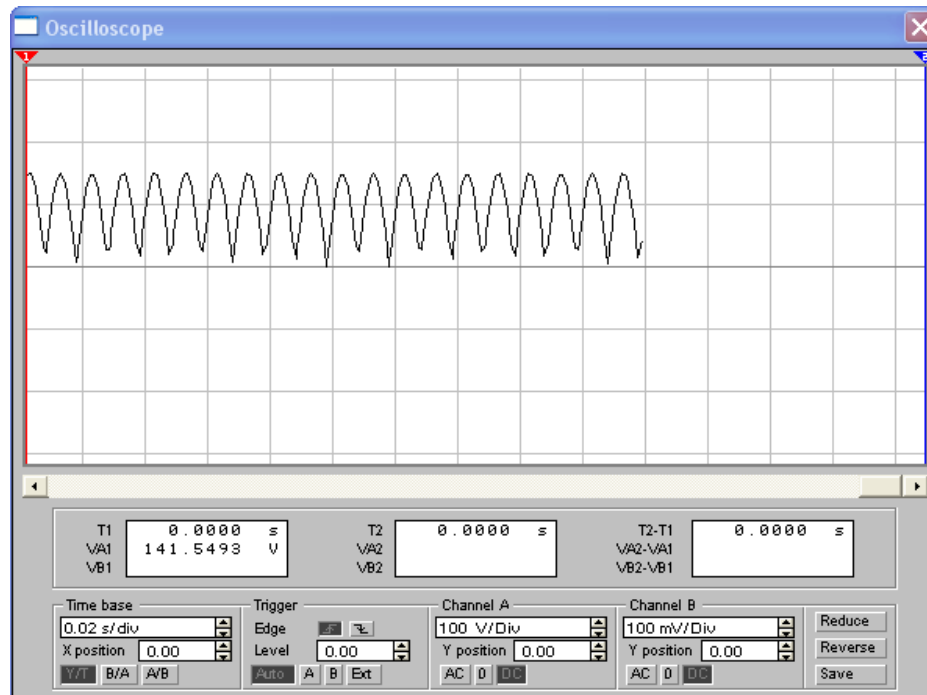 Oscilloscope
1 2
T1 0.0000 s T2 0.0000 s T2-T1 0.0000 s
VA1 141.5493 V VA2 VA2-VA1
VB1 VB2 VB2-VB1
Time base Trigger Channel A Channel B
0.02 s/div Edge 100 V/Div 100 mV/Div Reduce
X position 0.00 Level 0.00 Y position 0.00 Y position 0.00 Reverse
Y/T B/A A/B Auto A B Ext AC 0 DC AC 0 DC Save